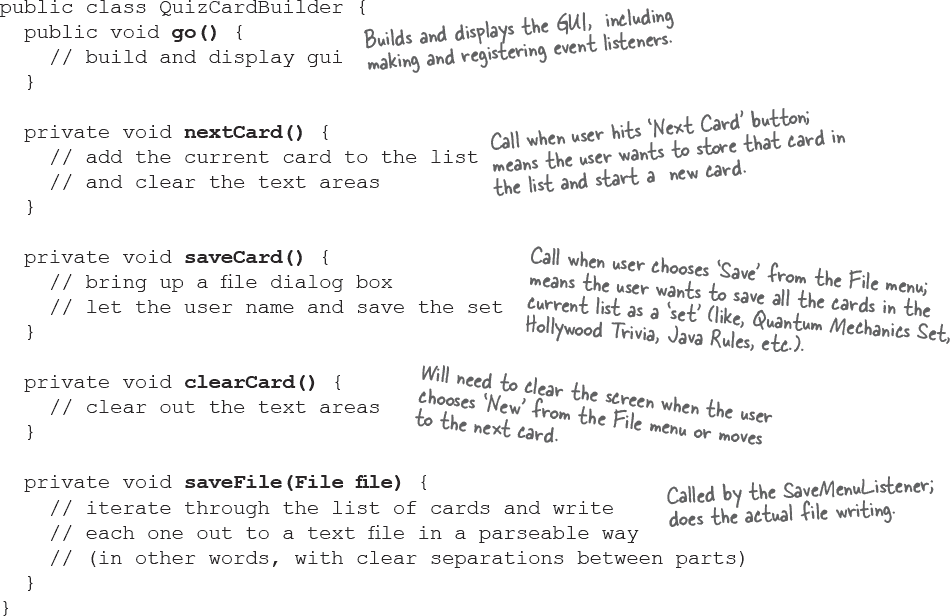 public class QuizCardBuilder {
public void go() {
// build and display gui
}
Builds and displays the GUI, including
making and registering event listeners.
private void nextCard() {
// add the current card to the list
// and clear the text areas
}
Call when user hits 'Next Card' button;
means the user wants to store that card in
the list and start a new card.
private void saveCard() {
// bring up a file dialog box
// let the user name and save the set
}
Call when user chooses 'Save' from the File menu;
means the user wants to save all the cards in the
current list as a 'set' (like, Quantum Mechanics Set,
Hollywood Trivia, Java Rules, etc.).
private void clearCard() {
// clear out the text areas
}
Will need to clear the screen when the user
chooses 'New' from the File menu or moves
to the next card.
private void saveFile(File file) {
// iterate through the list of cards and write
// each one out to a text file in a parseable way
// (in other words, with clear separations between parts)
}
Called by the SaveMenuListener;
does the actual file writing.
}